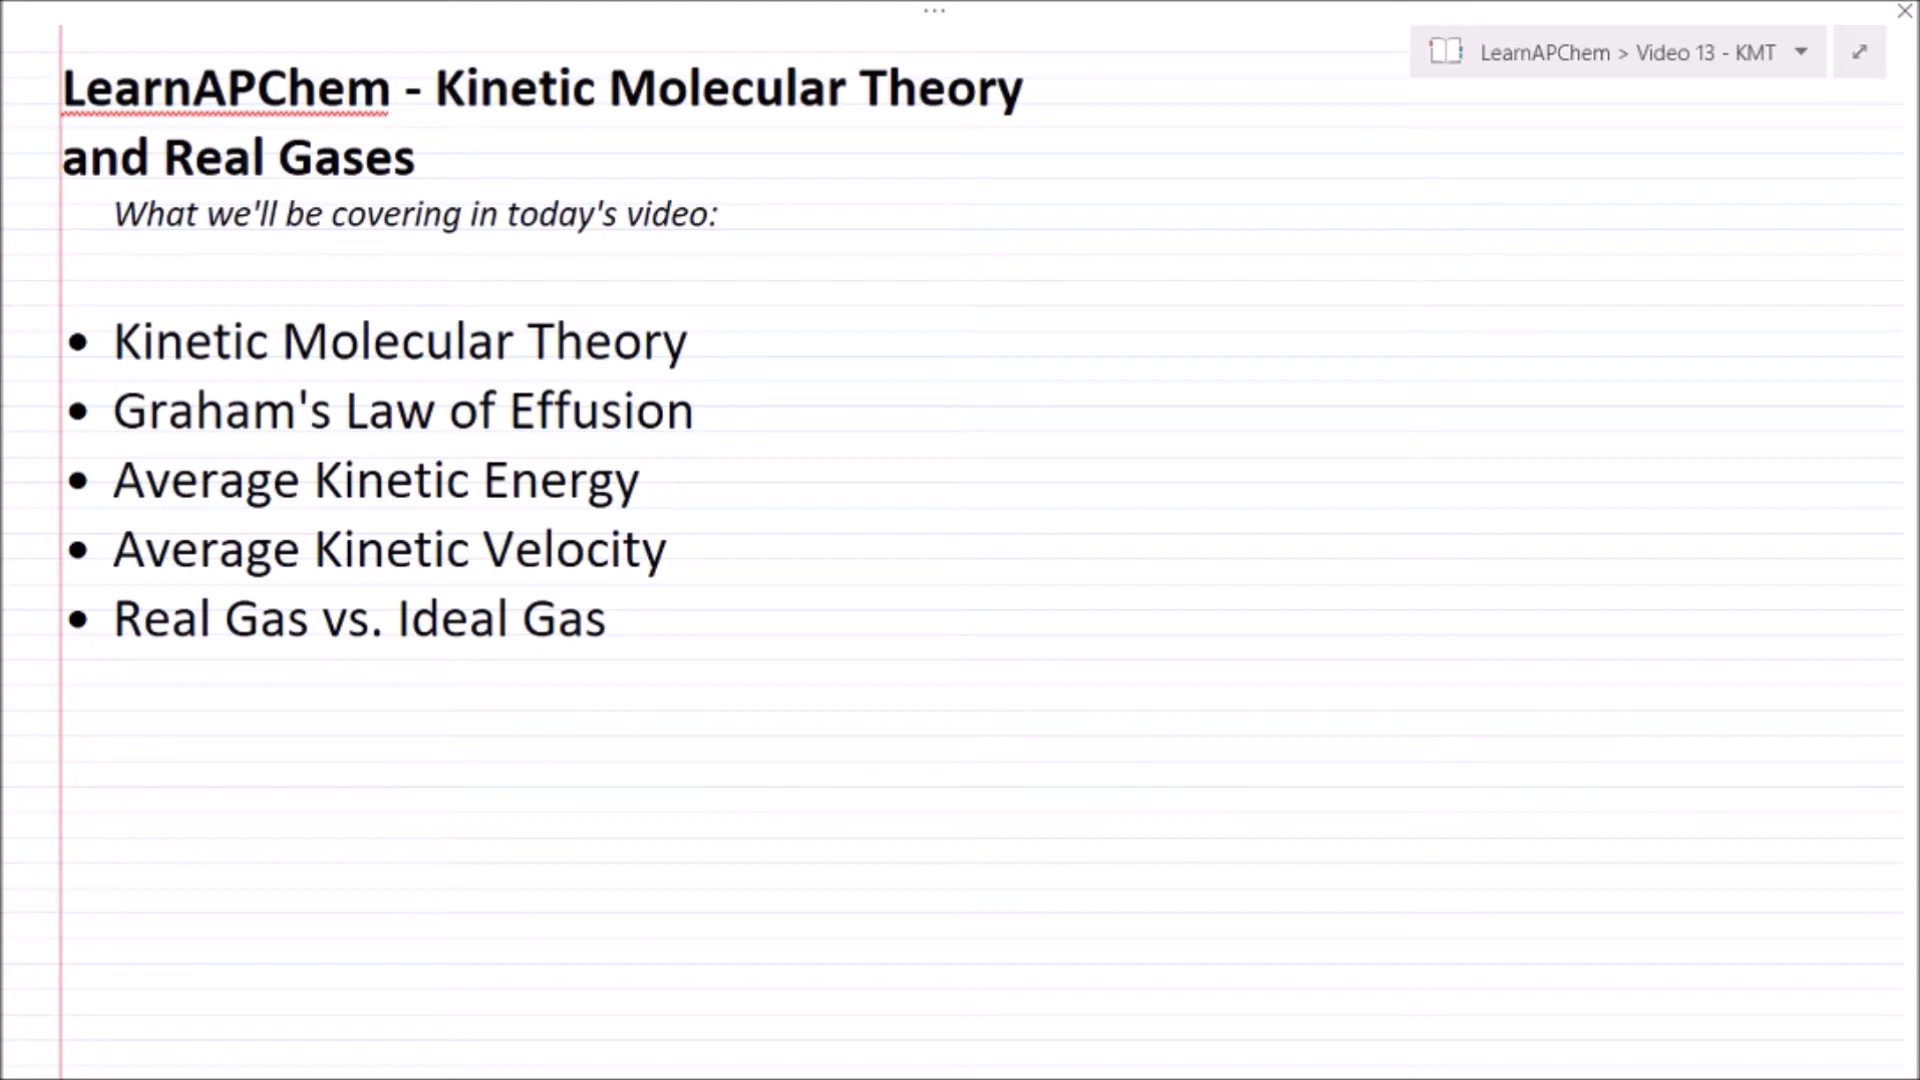 LearnAPChem > Video 13 - KMT
LearnAPChem - Kinetic Molecular Theory
and Real Gases
What we'll be covering in today's video:
• Kinetic Molecular Theory
• Graham's Law of Effusion
• Average Kinetic Energy
• Average Kinetic Velocity
• Real Gas vs. Ideal Gas